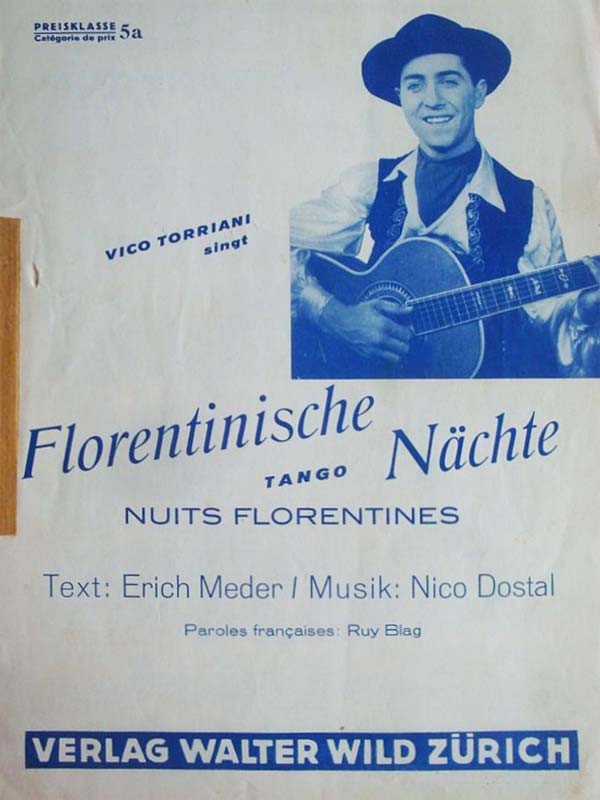 PREISKLASSE
Catégorie de prix 5a
VICO TORRIANI
singt
Florentinische Nächte
TANGO
NUITS FLORENTINES
Text: Erich Meder / Musik: Nico Dostal
Paroles françaises: Ruy Blag
VERLAG WALTER WILD ZÜRICH